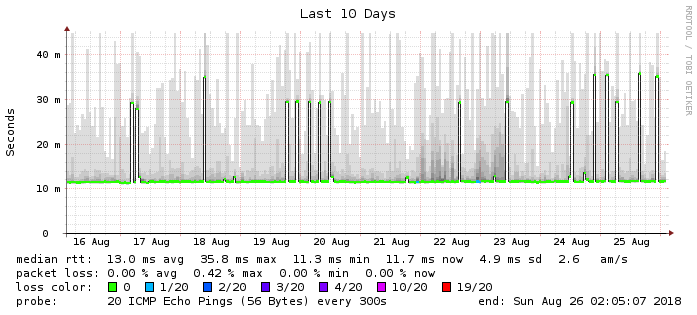 Last 10 Days
RRDTOOL / TOBI OETIKER
Seconds
40 m
30 m
20 m
10 m
0
16 Aug 17 Aug 18 Aug 19 Aug 20 Aug 21 Aug 22 Aug 23 Aug 24 Aug 25 Aug
median rtt: 13.0 ms avg 35.8 ms max 11.3 ms min 11.7 ms now 4.9 ms sd 2.6 am/s
packet loss: 0.00 % avg 0.42 % max 0.00 % min 0.00 % now
loss color: 0 1/20 2/20 3/20 4/20 10/20 19/20
probe: 20 ICMP Echo Pings (56 Bytes) every 300s end: Sun Aug 26 02:05:07 2018